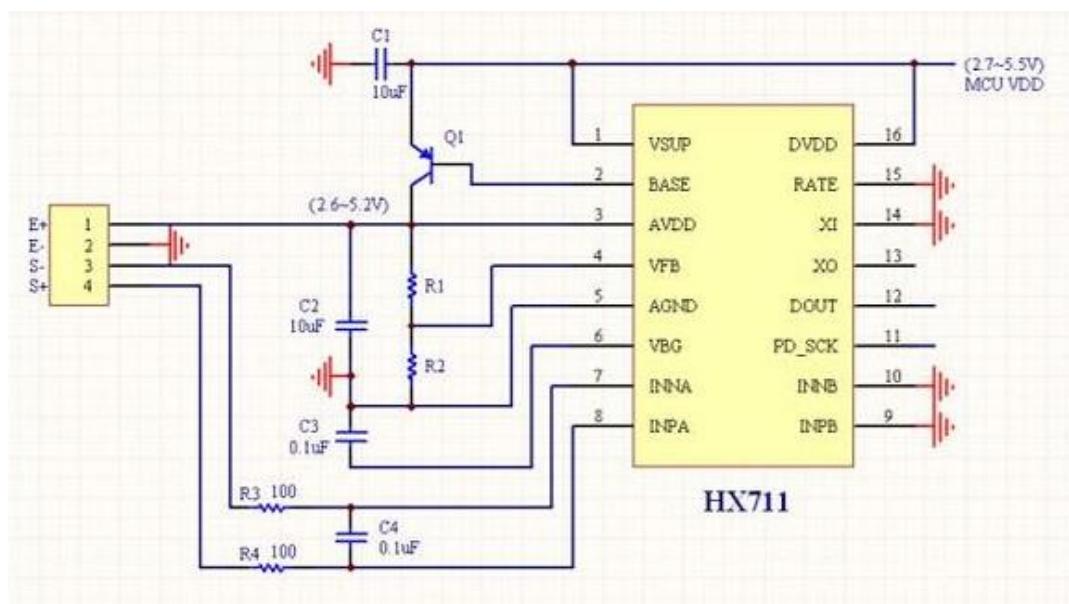 C1
10uF
(2.7~5.5V)
MCU VDD
Q1
1 VSUP DVDD 16
2 BASE RATE 15
(2.6~5.2V)
3 AVDD XI 14
E+ 1
E- 2
S- 3
S+ 4
4 VFB XO 13
R1
5 AGND DOUT 12
C2
10uF
6 VBG PD_SCK 11
R2
7 INNA INNB 10
8 INPA INPB 9
C3
0.1uF
R3 100
HX711
C4
0.1uF
R4 100